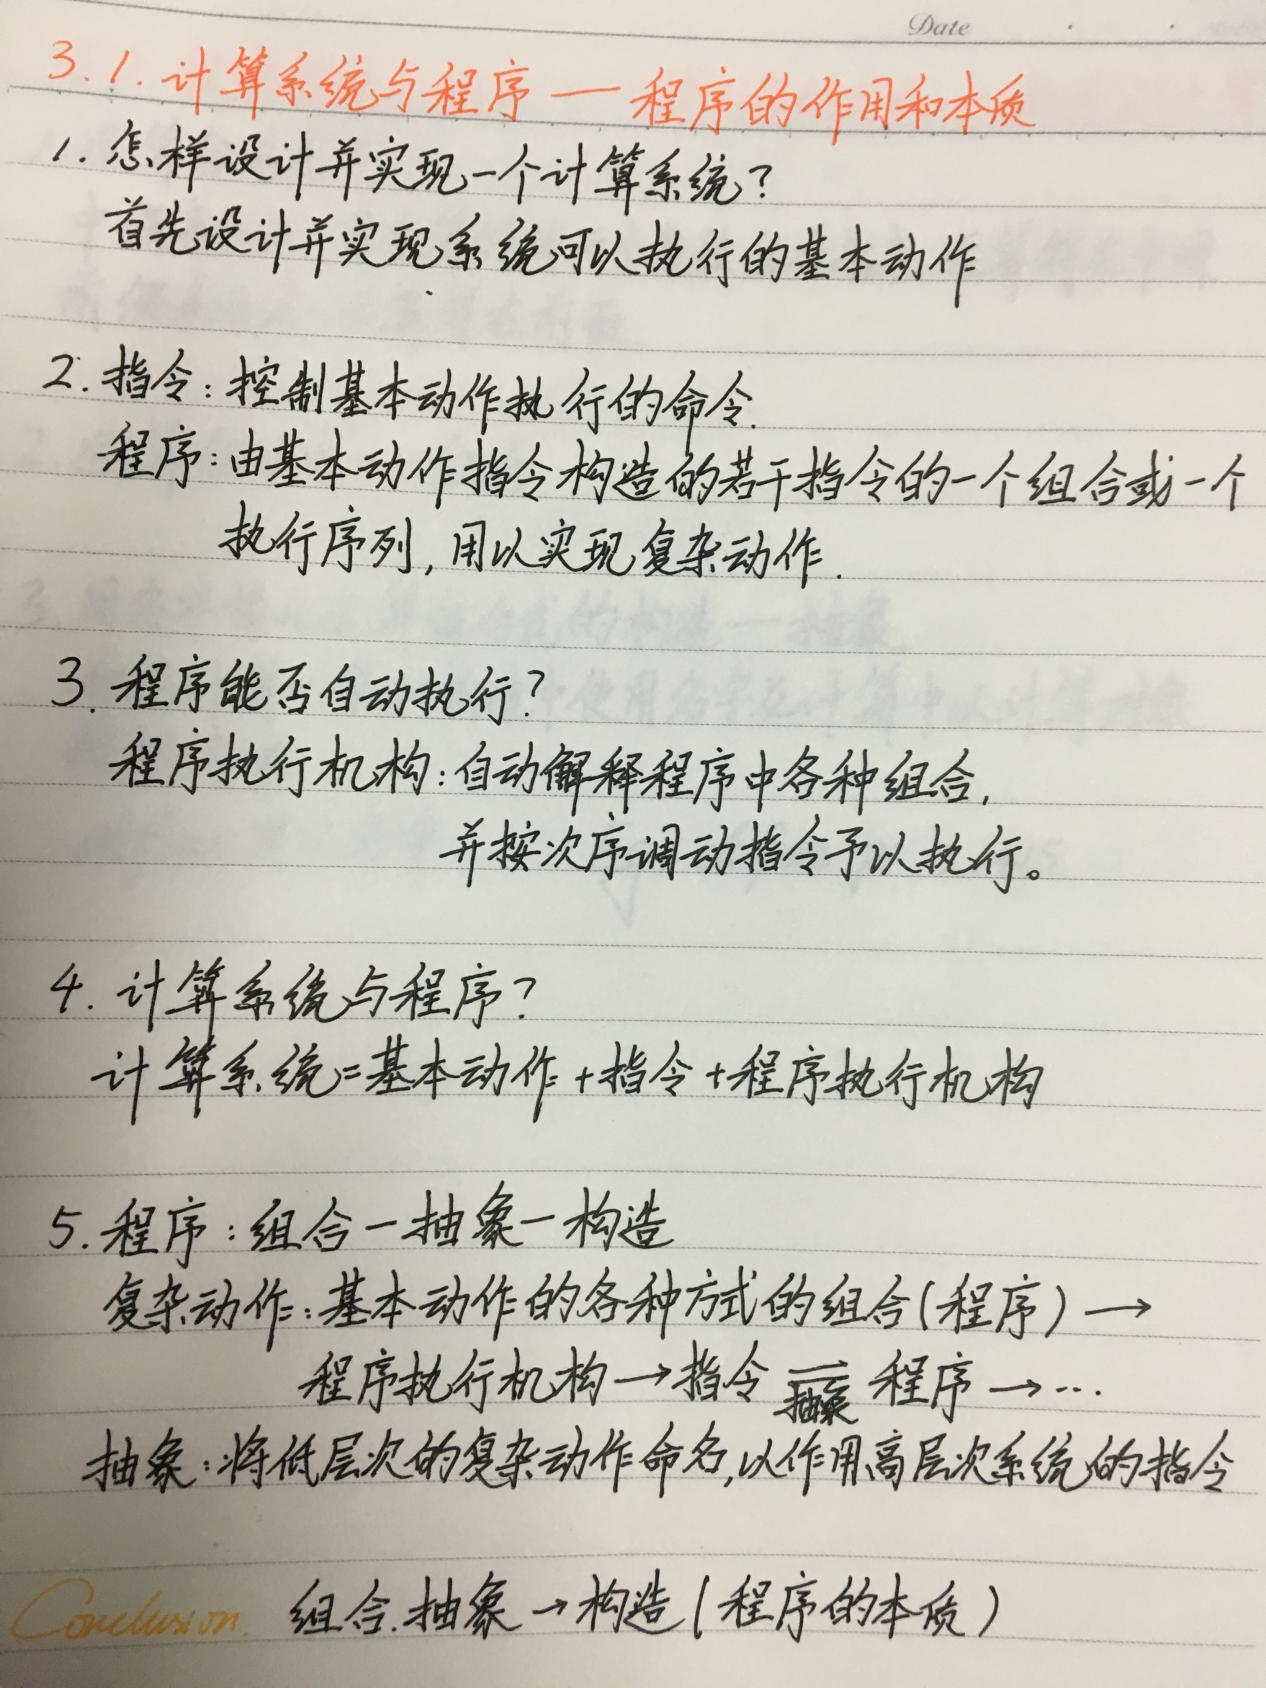 Date
3.1.计算系统与程序 — 程序的作用和本质
1.怎样设计并实现一个计算系统?
首先设计并实现系统可以执行的基本动作
2.指令:控制基本动作执行的命令.
程序:由基本动作指令构造的若干指令的一个组合或一个
执行序列,用以实现复杂动作.
3.程序能否自动执行?
程序执行机构:自动解释程序中各种组合,
并按次序调动指令予以执行。
4.计算系统与程序?
计算系统=基本动作+指令+程序执行机构
5.程序:组合—抽象—构造
复杂动作:基本动作的各种方式的组合(程序)→
程序执行机构→指令 ⇌ 程序→…
抽象
抽象:将低层次的复杂动作命名,以作用高层次系统的指令
Conclusion. 组合.抽象→构造(程序的本质)